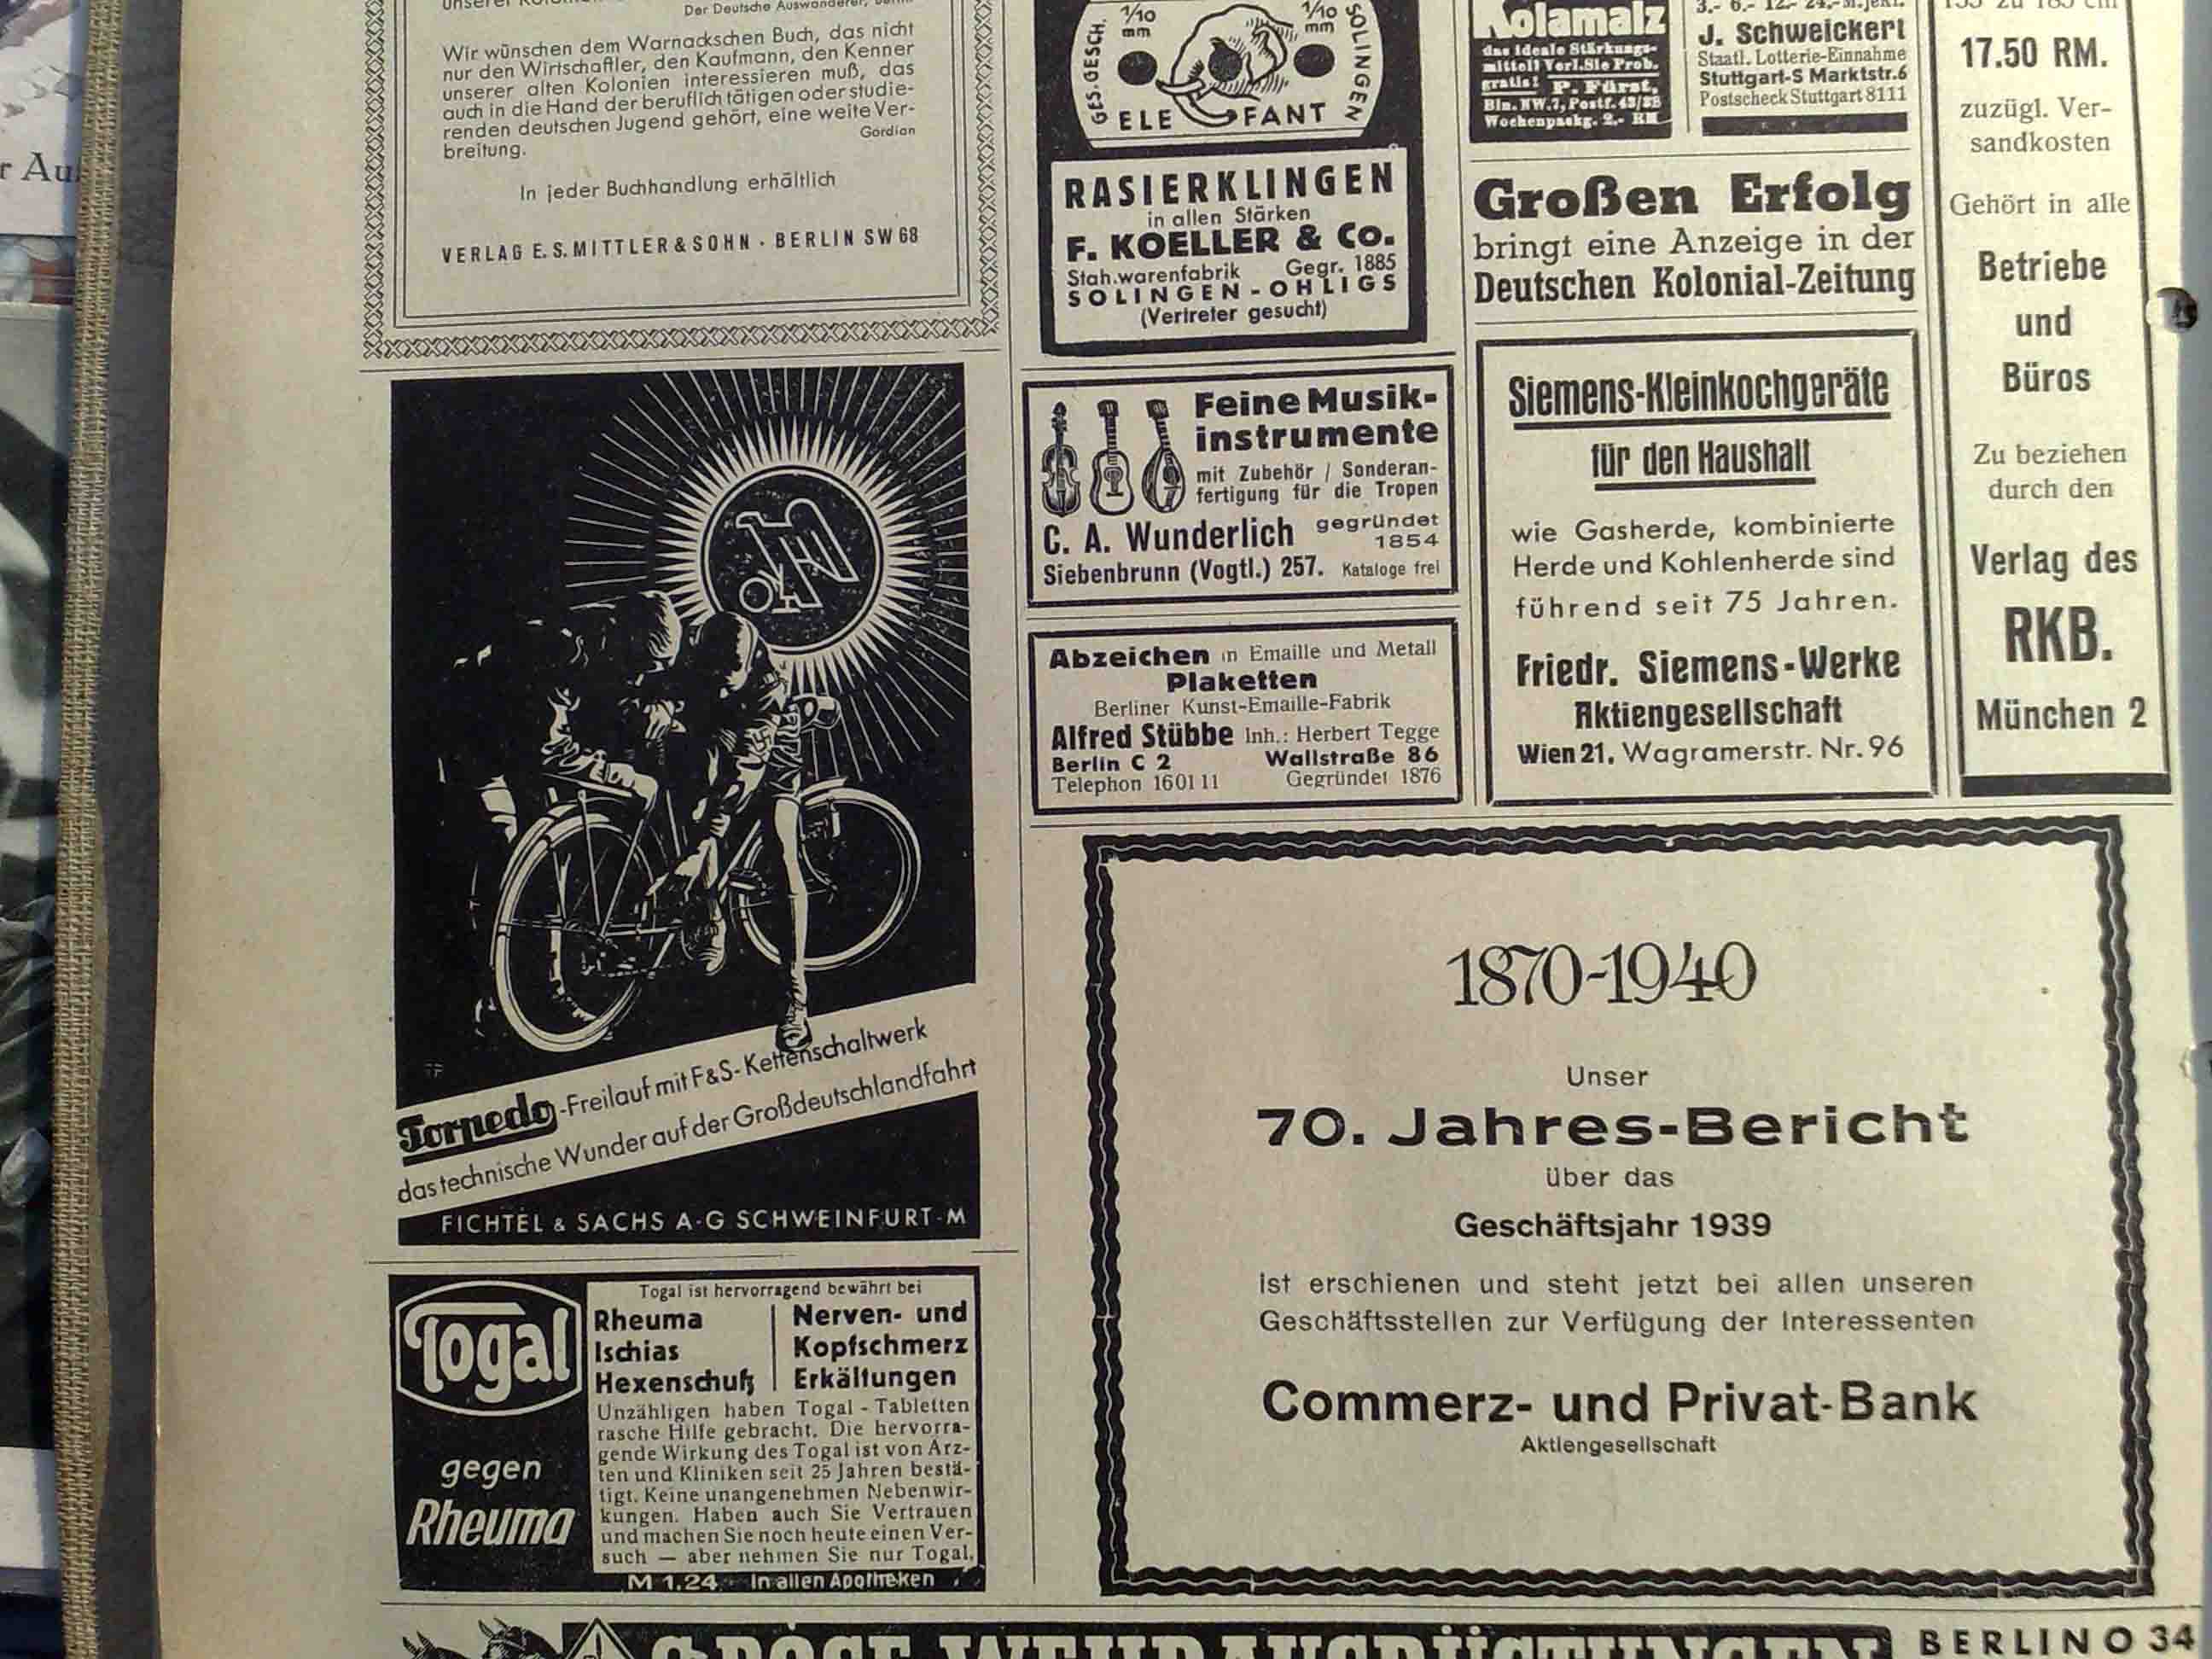 Der Deutsche Auswanderer,
Wir wünschen dem Warnackschen Buch, das nicht
nur den Wirtschaftler, den Kaufmann, den Kenner
unserer alten Kolonien interessieren muß, das
auch in die Hand der beruflich tätigen oder studie-
renden deutschen Jugend gehört, eine weite Ver-
breitung.
Gordian
In jeder Buchhandlung erhältlich
VERLAG E. S. MITTLER & SOHN · BERLIN SW 68
Torpedo-Freilauf mit F&S-Kettenschaltwerk
das technische Wunder auf der Großdeutschlandfahrt
FICHTEL & SACHS A·G SCHWEINFURT·M
Togal
gegen
Rheuma
Togal ist hervorragend bewährt bei
Rheuma
Ischias
Hexenschuß
Nerven- und
Kopfschmerz
Erkältungen
Unzähligen haben Togal-Tabletten
rasche Hilfe gebracht. Die hervorra-
gende Wirkung des Togal ist von Ärz-
ten und Kliniken seit 25 Jahren bestä-
tigt. Keine unangenehmen Nebenwir-
kungen. Haben auch Sie Vertrauen
und machen Sie noch heute einen Ver-
such — aber nehmen Sie nur Togal.
M 1.24 In allen Apotheken
1/10
mm
1/10
mm
GES. GESCH.
SOLINGEN
ELE FANT
RASIERKLINGEN
in allen Stärken
F. KOELLER & Co.
Stahlwarenfabrik Gegr. 1885
SOLINGEN-OHLIGS
(Vertreter gesucht)
Feine Musik-
instrumente
mit Zubehör / Sonderan-
fertigung für die Tropen
C. A. Wunderlich gegründet
1854
Siebenbrunn (Vogtl.) 257. Kataloge frei
Abzeichen in Emaille und Metall
Plaketten
Berliner Kunst-Emaille-Fabrik
Alfred Stübbe Inh.: Herbert Tegge
Berlin C 2 Wallstraße 86
Telephon 160111 Gegründet 1876
Kolamalz
das ideale Stärkungs-
mittel! Verl. Sie Prob.
gratis! P. Fürst,
Bln. NW. 7, Postf. 43/
Wochenpackg. 2.- RM
3.- 6.- 12.- 24.-
J. Schweickert
Staatl. Lotterie-Einnahme
Stuttgart-S Marktstr. 6
Postscheck Stuttgart 8111
Großen Erfolg
bringt eine Anzeige in der
Deutschen Kolonial-Zeitung
Siemens-Kleinkochgeräte
für den Haushalt
wie Gasherde, kombinierte
Herde und Kohlenherde sind
führend seit 75 Jahren.
Friedr. Siemens-Werke
Aktiengesellschaft
Wien 21, Wagramerstr. Nr. 96
17.50 RM.
zuzügl. Ver-
sandkosten
Gehört in alle
Betriebe
und
Büros
Zu beziehen
durch den
Verlag des
RKB.
München 2
1870-1940
Unser
70. Jahres-Bericht
über das
Geschäftsjahr 1939
ist erschienen und steht jetzt bei allen unseren
Geschäftsstellen zur Verfügung der Interessenten
Commerz- und Privat-Bank
Aktiengesellschaft
BERLIN O 34